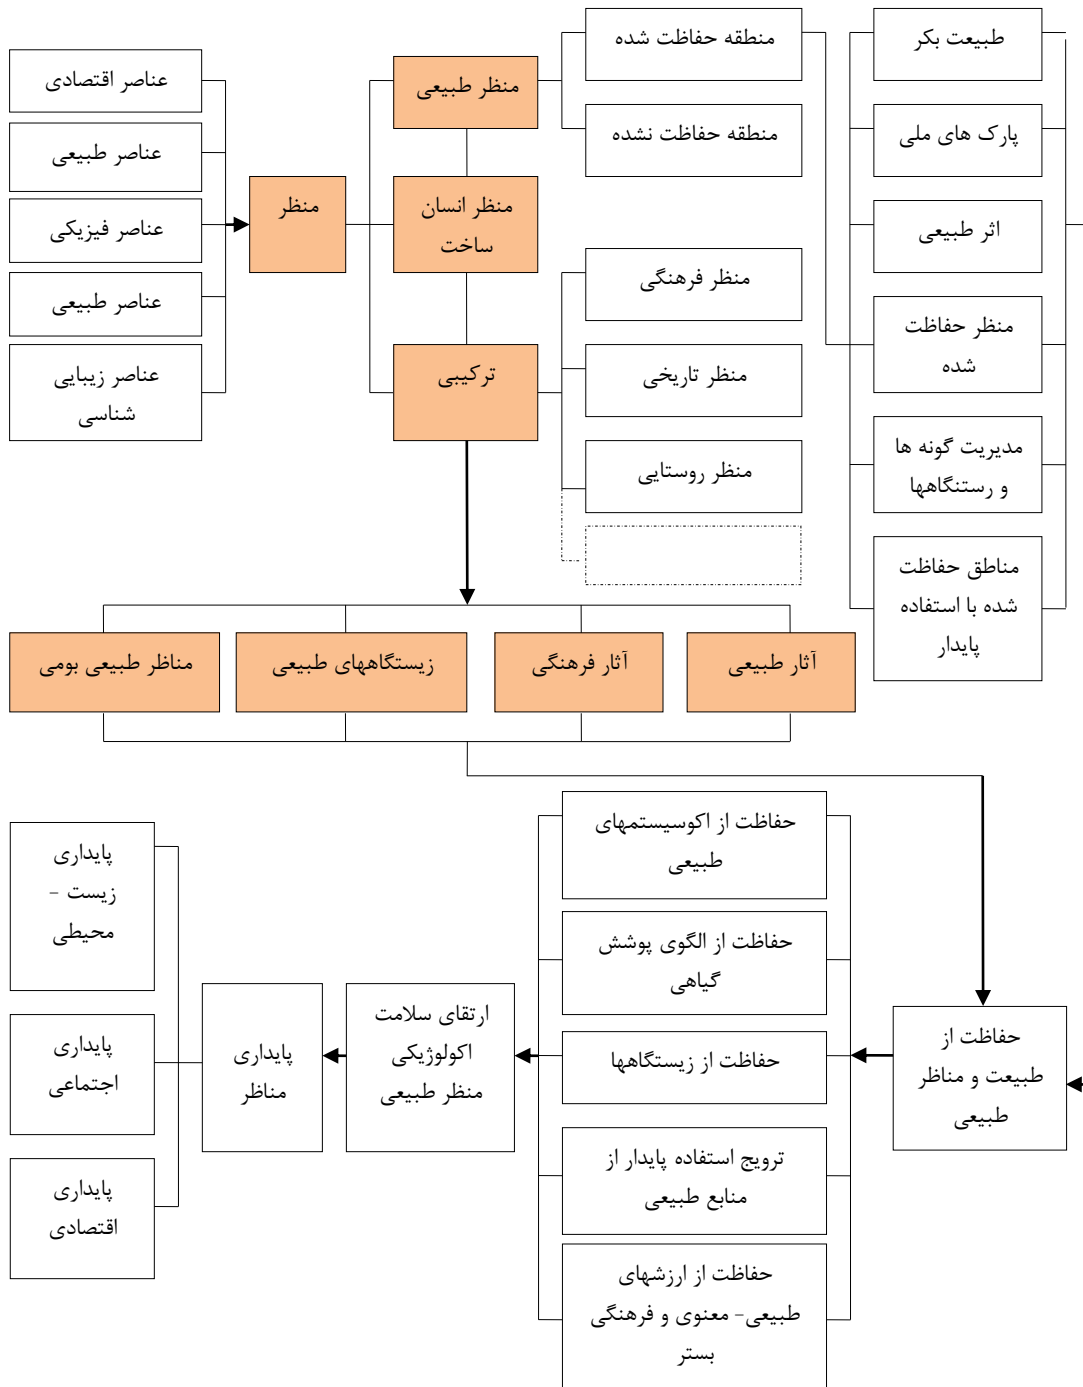 عناصر اقتصادی
عناصر طبیعی
عناصر فیزیکی
عناصر طبیعی
عناصر زیبایی
شناسی
منظر
منظر طبیعی
منظر انسان
ساخت
ترکیبی
منطقه حفاظت شده
منطقه حفاظت نشده
منظر فرهنگی
منظر تاریخی
منظر روستایی
طبیعت بکر
پارک های ملی
اثر طبیعی
منظر حفاظت
شده
مدیریت گونه ها
و رستنگاهها
مناطق حفاظت
شده با استفاده
پایدار
آثار طبیعی
آثار فرهنگی
زیستگاههای طبیعی
مناظر طبیعی بومی
حفاظت از
طبیعت و مناظر
طبیعی
حفاظت از اکوسیستمهای
طبیعی
حفاظت از الگوی پوشش
گیاهی
حفاظت از زیستگاهها
ترویج استفاده پایدار از
منابع طبیعی
حفاظت از ارزشهای
طبیعی- معنوی و فرهنگی
بستر
ارتقای سلامت
اکولوژیکی
منظر طبیعی
پایداری
مناظر
پایداری
زیست -
محیطی
پایداری
اجتماعی
پایداری
اقتصادی